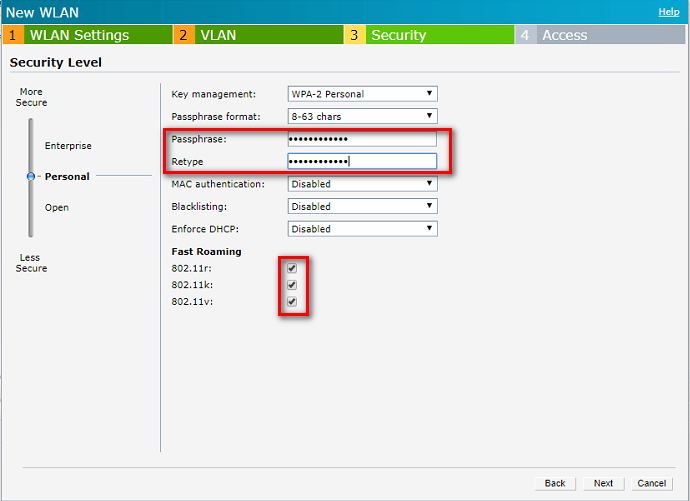 New WLAN Help
1 WLAN Settings 2 VLAN 3 Security 4 Access
Security Level
More
Secure
Enterprise
Personal
Open
Less
Secure
Key management: WPA-2 Personal
Passphrase format: 8-63 chars
Passphrase: ••••••••••••
Retype ••••••••••••
MAC authentication: Disabled
Blacklisting: Disabled
Enforce DHCP: Disabled
Fast Roaming
802.11r:
802.11k:
802.11v:
Back Next Cancel